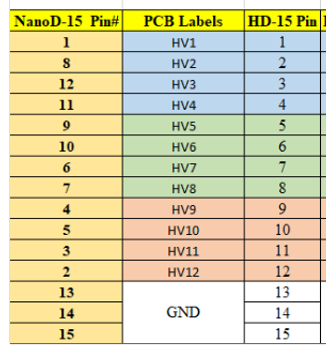 NanoD-15 Pin# PCB Labels HD-15 Pin
1 HV1 1
8 HV2 2
12 HV3 3
11 HV4 4
9 HV5 5
10 HV6 6
6 HV7 7
7 HV8 8
4 HV9 9
5 HV10 10
3 HV11 11
2 HV12 12
13 13
14 GND 14
15 15